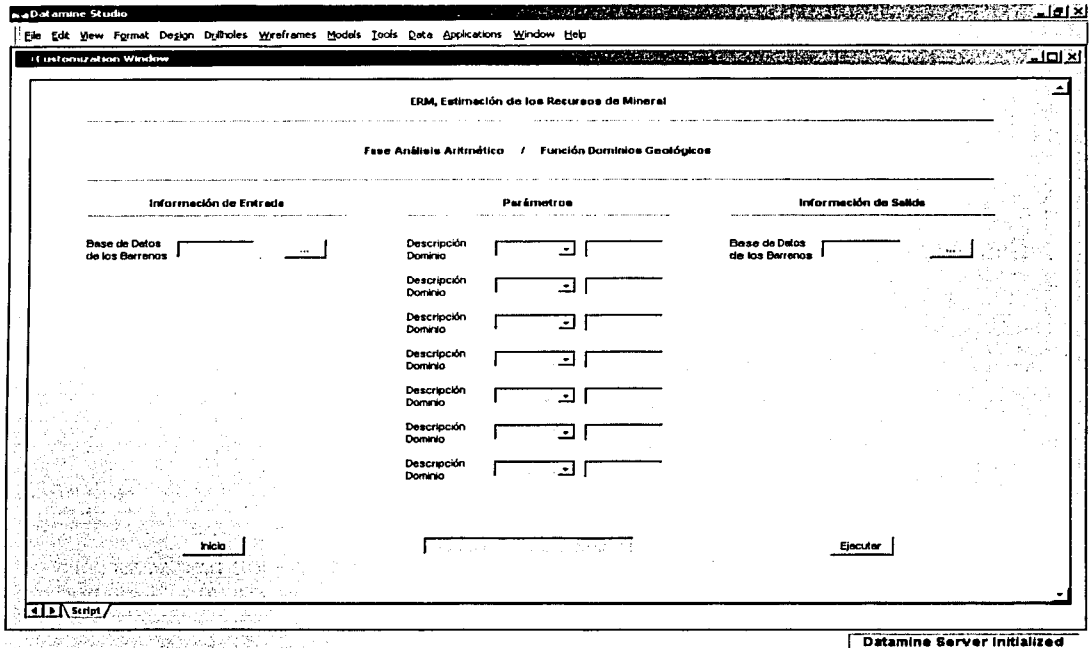 Datamine Studio
File Edit View Format Design Drillholes Wireframes Models Tools Data Applications Window Help
Customization Window
ERM, Estimación de los Recursos de Mineral
Fase Análisis Aritmético / Función Dominios Geológicos
Información de Entrada Parámetros Información de Salida
Base de Datos de los Barrenos ...
Descripción Dominio
Descripción Dominio
Descripción Dominio
Descripción Dominio
Descripción Dominio
Descripción Dominio
Descripción Dominio
Base de Datos de los Barrenos ...
Inicio Ejecutar
Script
Datamine Server Initialized